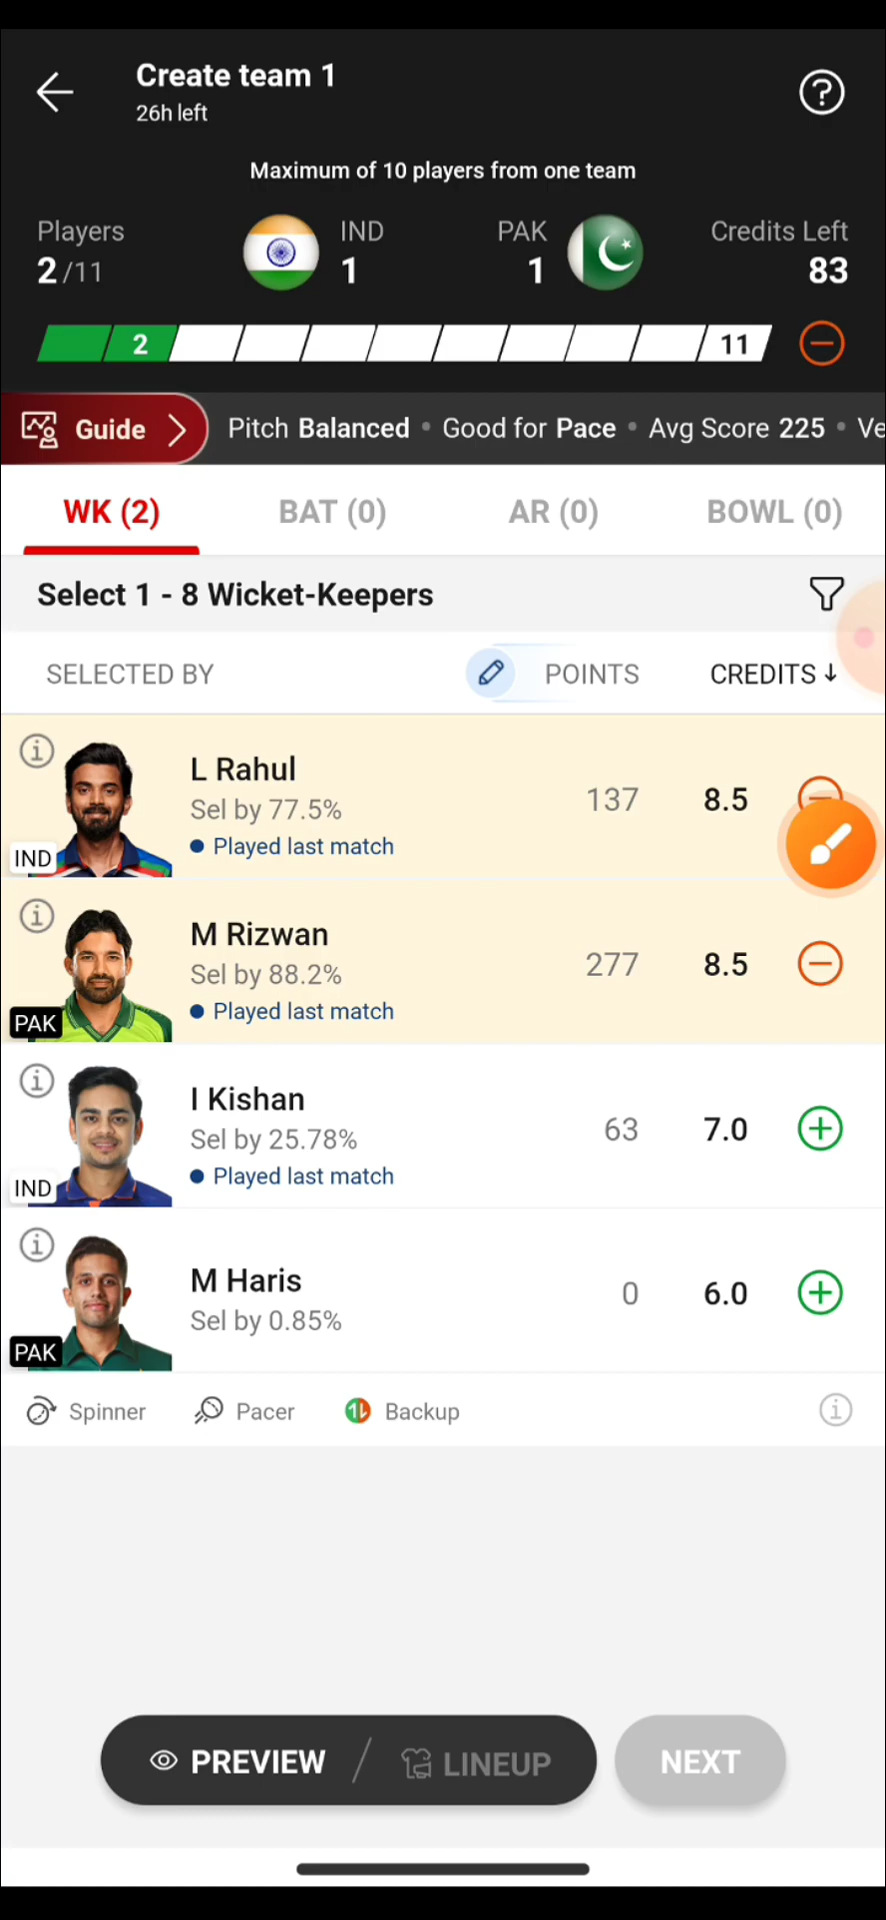 Create team 1
26h left
Maximum of 10 players from one team
Players IND PAK Credits Left
2/11 1 1 83
2 11
Guide Pitch Balanced • Good for Pace • Avg Score 225 • Ve
WK (2) BAT (0) AR (0) BOWL (0)
Select 1 - 8 Wicket-Keepers
SELECTED BY POINTS CREDITS ↓
L Rahul
Sel by 77.5%
137 8.5
Played last match
IND
M Rizwan
Sel by 88.2%
277 8.5
Played last match
PAK
I Kishan
Sel by 25.78%
63 7.0
Played last match
IND
M Haris
Sel by 0.85%
0 6.0
PAK
Spinner Pacer Backup
PREVIEW / LINEUP NEXT